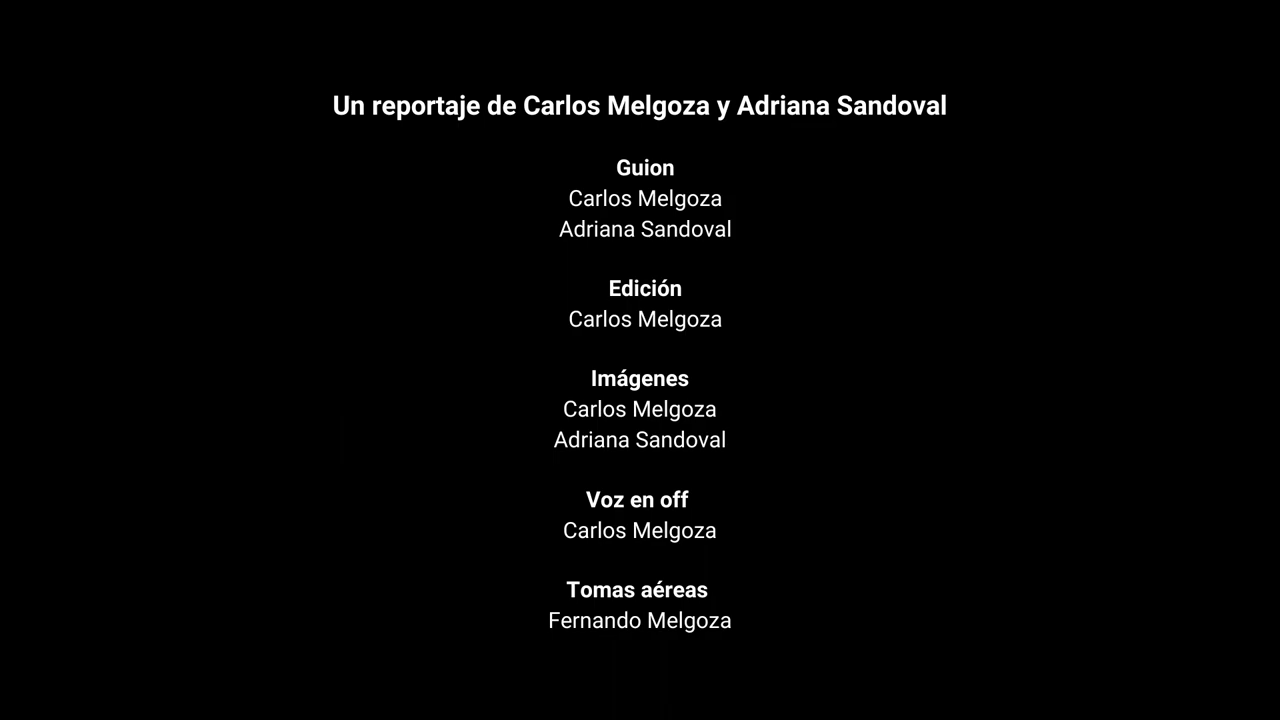 Un reportaje de Carlos Melgoza y Adriana Sandoval
Guion
Carlos Melgoza
Adriana Sandoval
Edición
Carlos Melgoza
Imágenes
Carlos Melgoza
Adriana Sandoval
Voz en off
Carlos Melgoza
Tomas aéreas
Fernando Melgoza